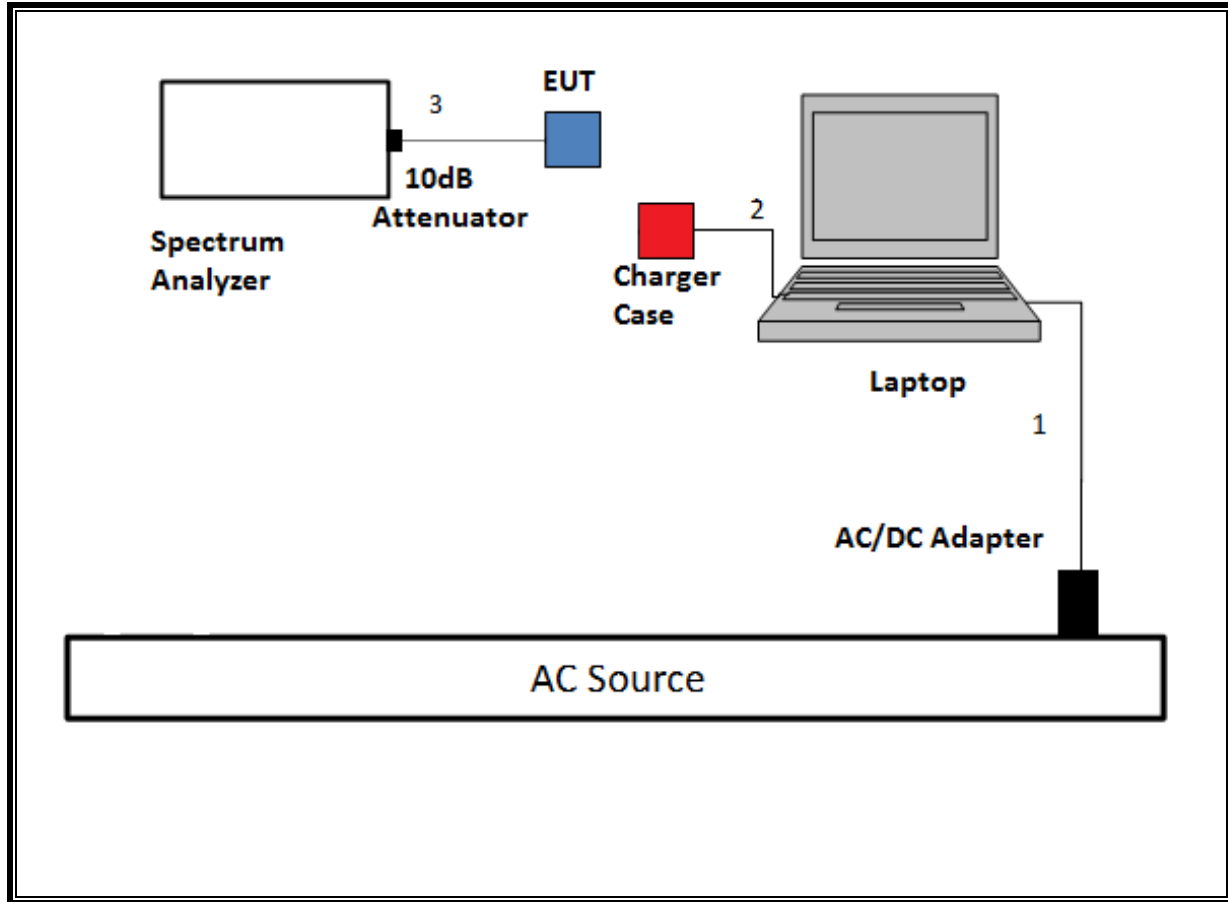 EUT
3
10dB
Attenuator
Spectrum
Analyzer
2
Charger
Case
Laptop
1
AC/DC Adapter
AC Source